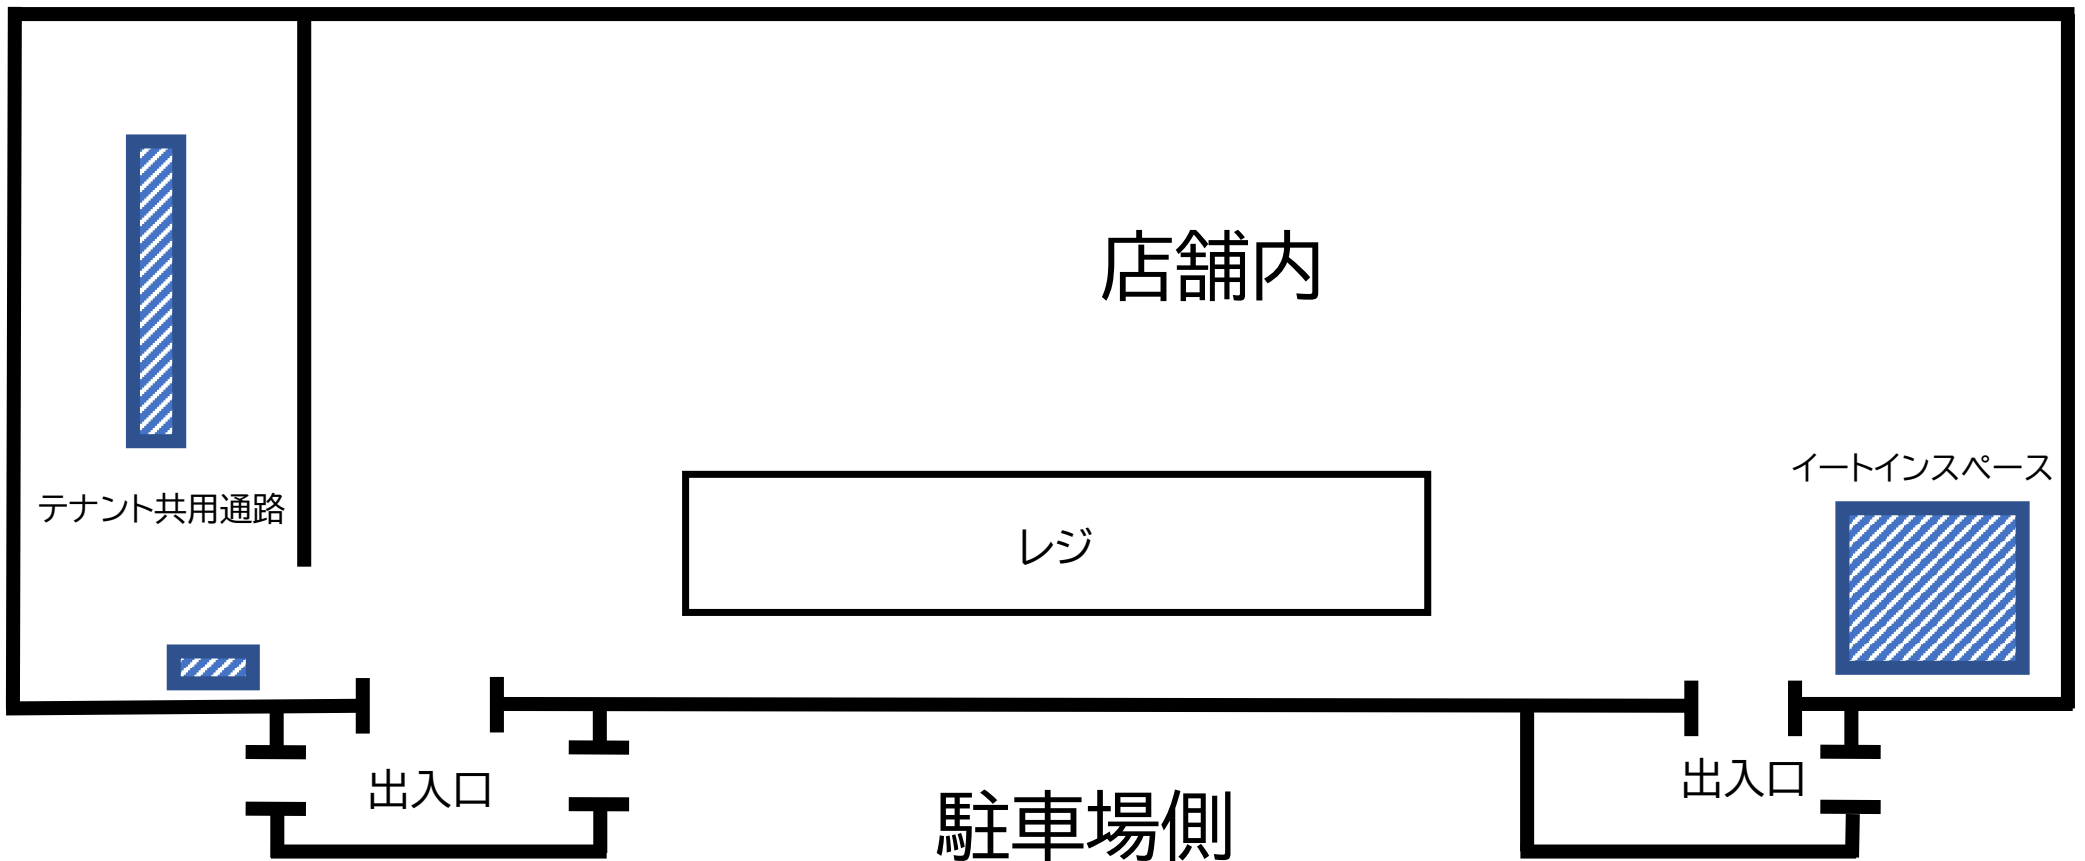 店舗内
イートインスペース
テナント共用通路
レジ
出入口
出入口
駐車場側